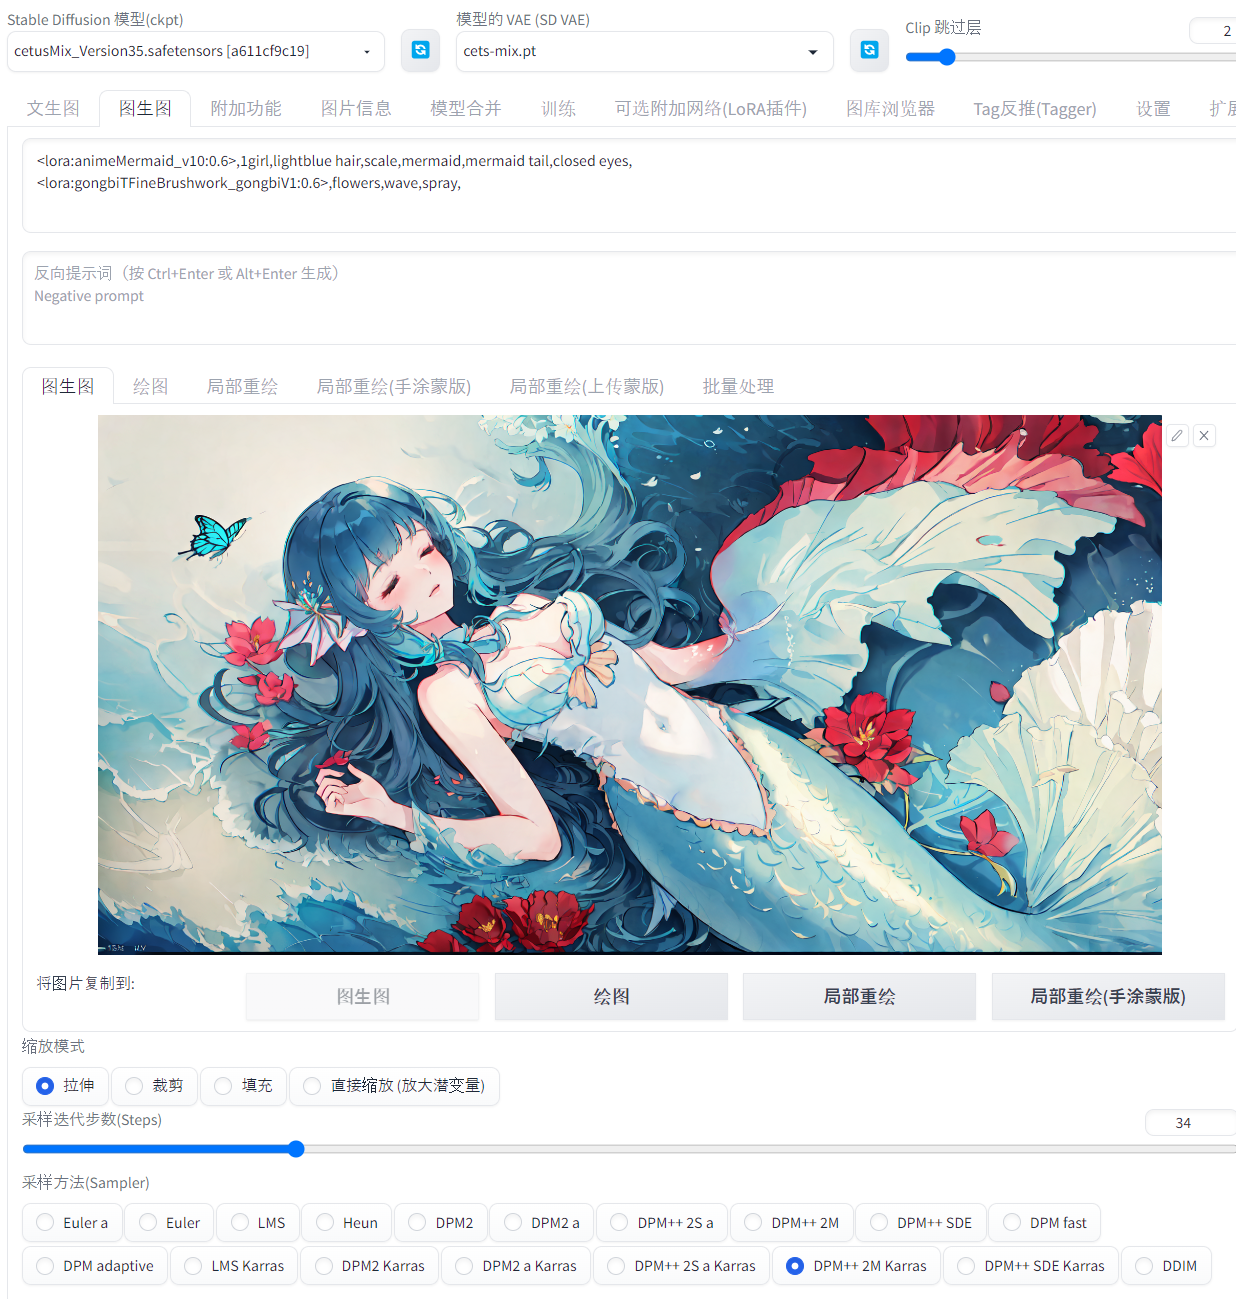 Stable Diffusion 模型(ckpt)
模型的 VAE (SD VAE)
Clip 跳过层
2
cetusMix_Version35.safetensors [a611cf9c19]
cets-mix.pt
文生图 图生图 附加功能 图片信息 模型合并 训练 可选附加网络(LoRA插件) 图库浏览器 Tag反推(Tagger) 设置 扩展
<lora:animeMermaid_v10:0.6>,1girl,lightblue hair,scale,mermaid,mermaid tail,closed eyes,
<lora:gongbiTFineBrushwork_gongbiV1:0.6>,flowers,wave,spray,
反向提示词（按 Ctrl+Enter 或 Alt+Enter 生成）
Negative prompt
图生图 绘图 局部重绘 局部重绘(手涂蒙版) 局部重绘(上传蒙版) 批量处理
将图片复制到:
图生图 绘图 局部重绘 局部重绘(手涂蒙版)
缩放模式
拉伸 裁剪 填充 直接缩放 (放大潜变量)
采样迭代步数(Steps)
34
采样方法(Sampler)
Euler a Euler LMS Heun DPM2 DPM2 a DPM++ 2S a DPM++ 2M DPM++ SDE DPM fast
DPM adaptive LMS Karras DPM2 Karras DPM2 a Karras DPM++ 2S a Karras DPM++ 2M Karras DPM++ SDE Karras DDIM